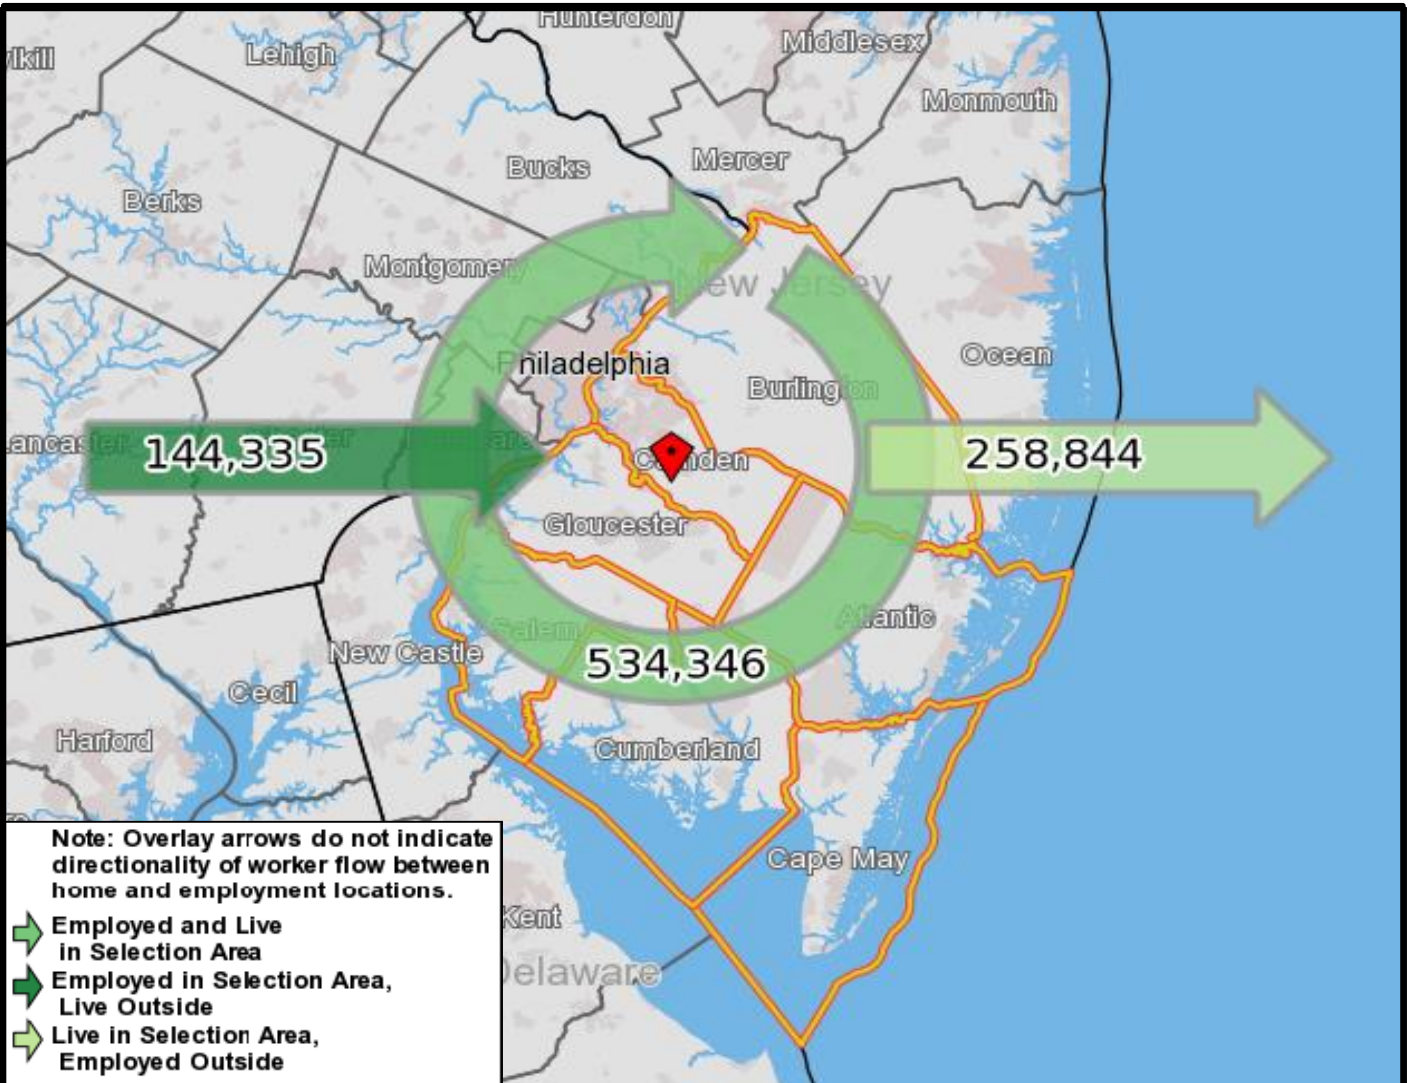 Hunterdon
Middlesex
lkill
Lehigh
Monmouth
Bucks
Mercer
Berks
Montgomery
New Jersey
Philadelphia
Ocean
Burlington
Lancaster
144,335
Camden
258,844
Gloucester
Atlantic
Salem
New Castle
534,346
Cecil
Harford
Cumberland
Cape May
Kent
Delaware
Note: Overlay arrows do not indicate
directionality of worker flow between
home and employment locations.
Employed and Live
in Selection Area
Employed in Selection Area,
Live Outside
Live in Selection Area,
Employed Outside